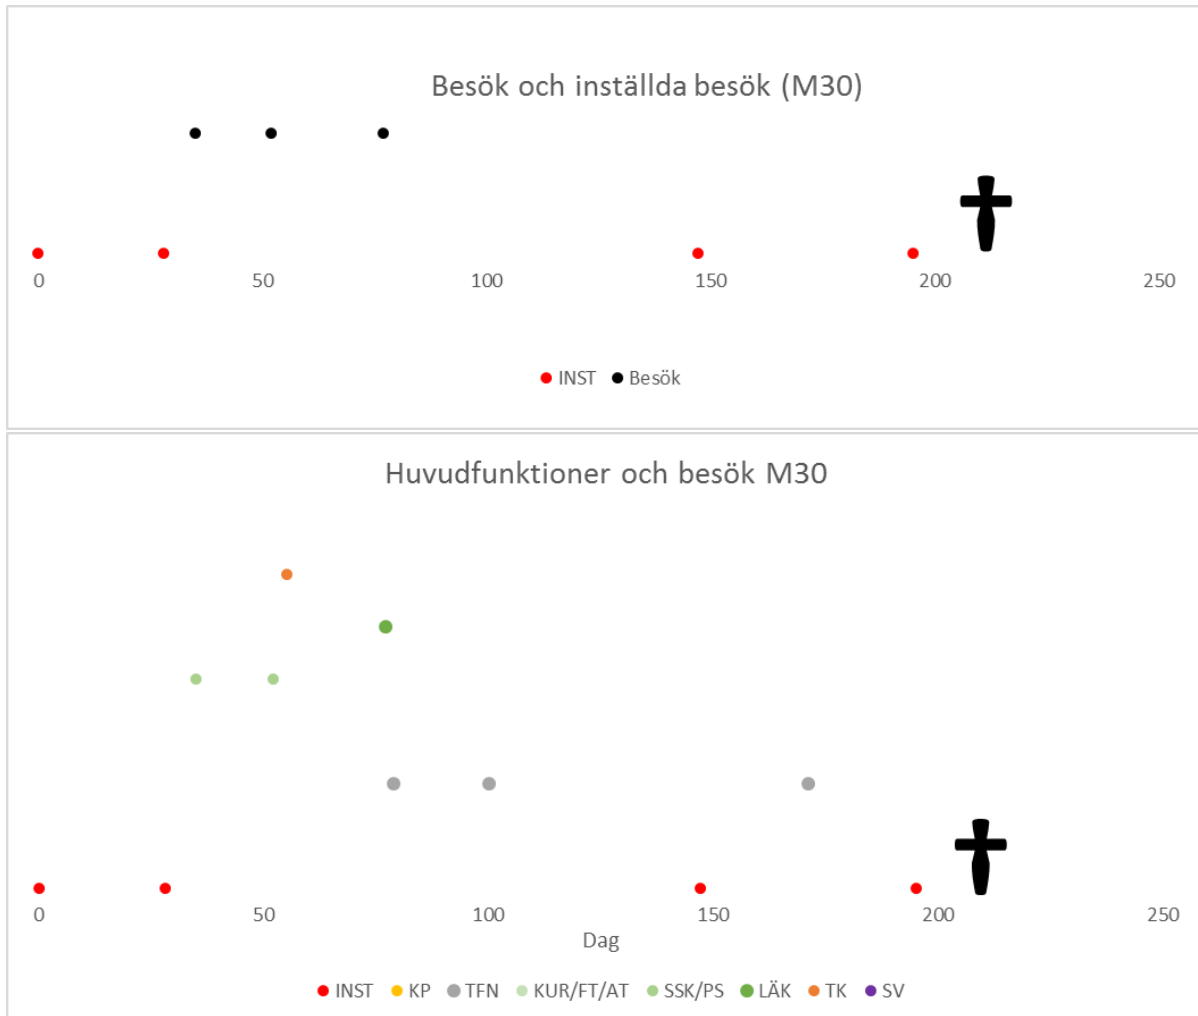 Besök och inställda besök (M30)
0 50 100 150 200 250
INST Besök
Huvudfunktioner och besök M30
0 50 100 150 200 250
Dag
INST KP TFN KUR/FT/AT SSK/PS LÄK TK SV